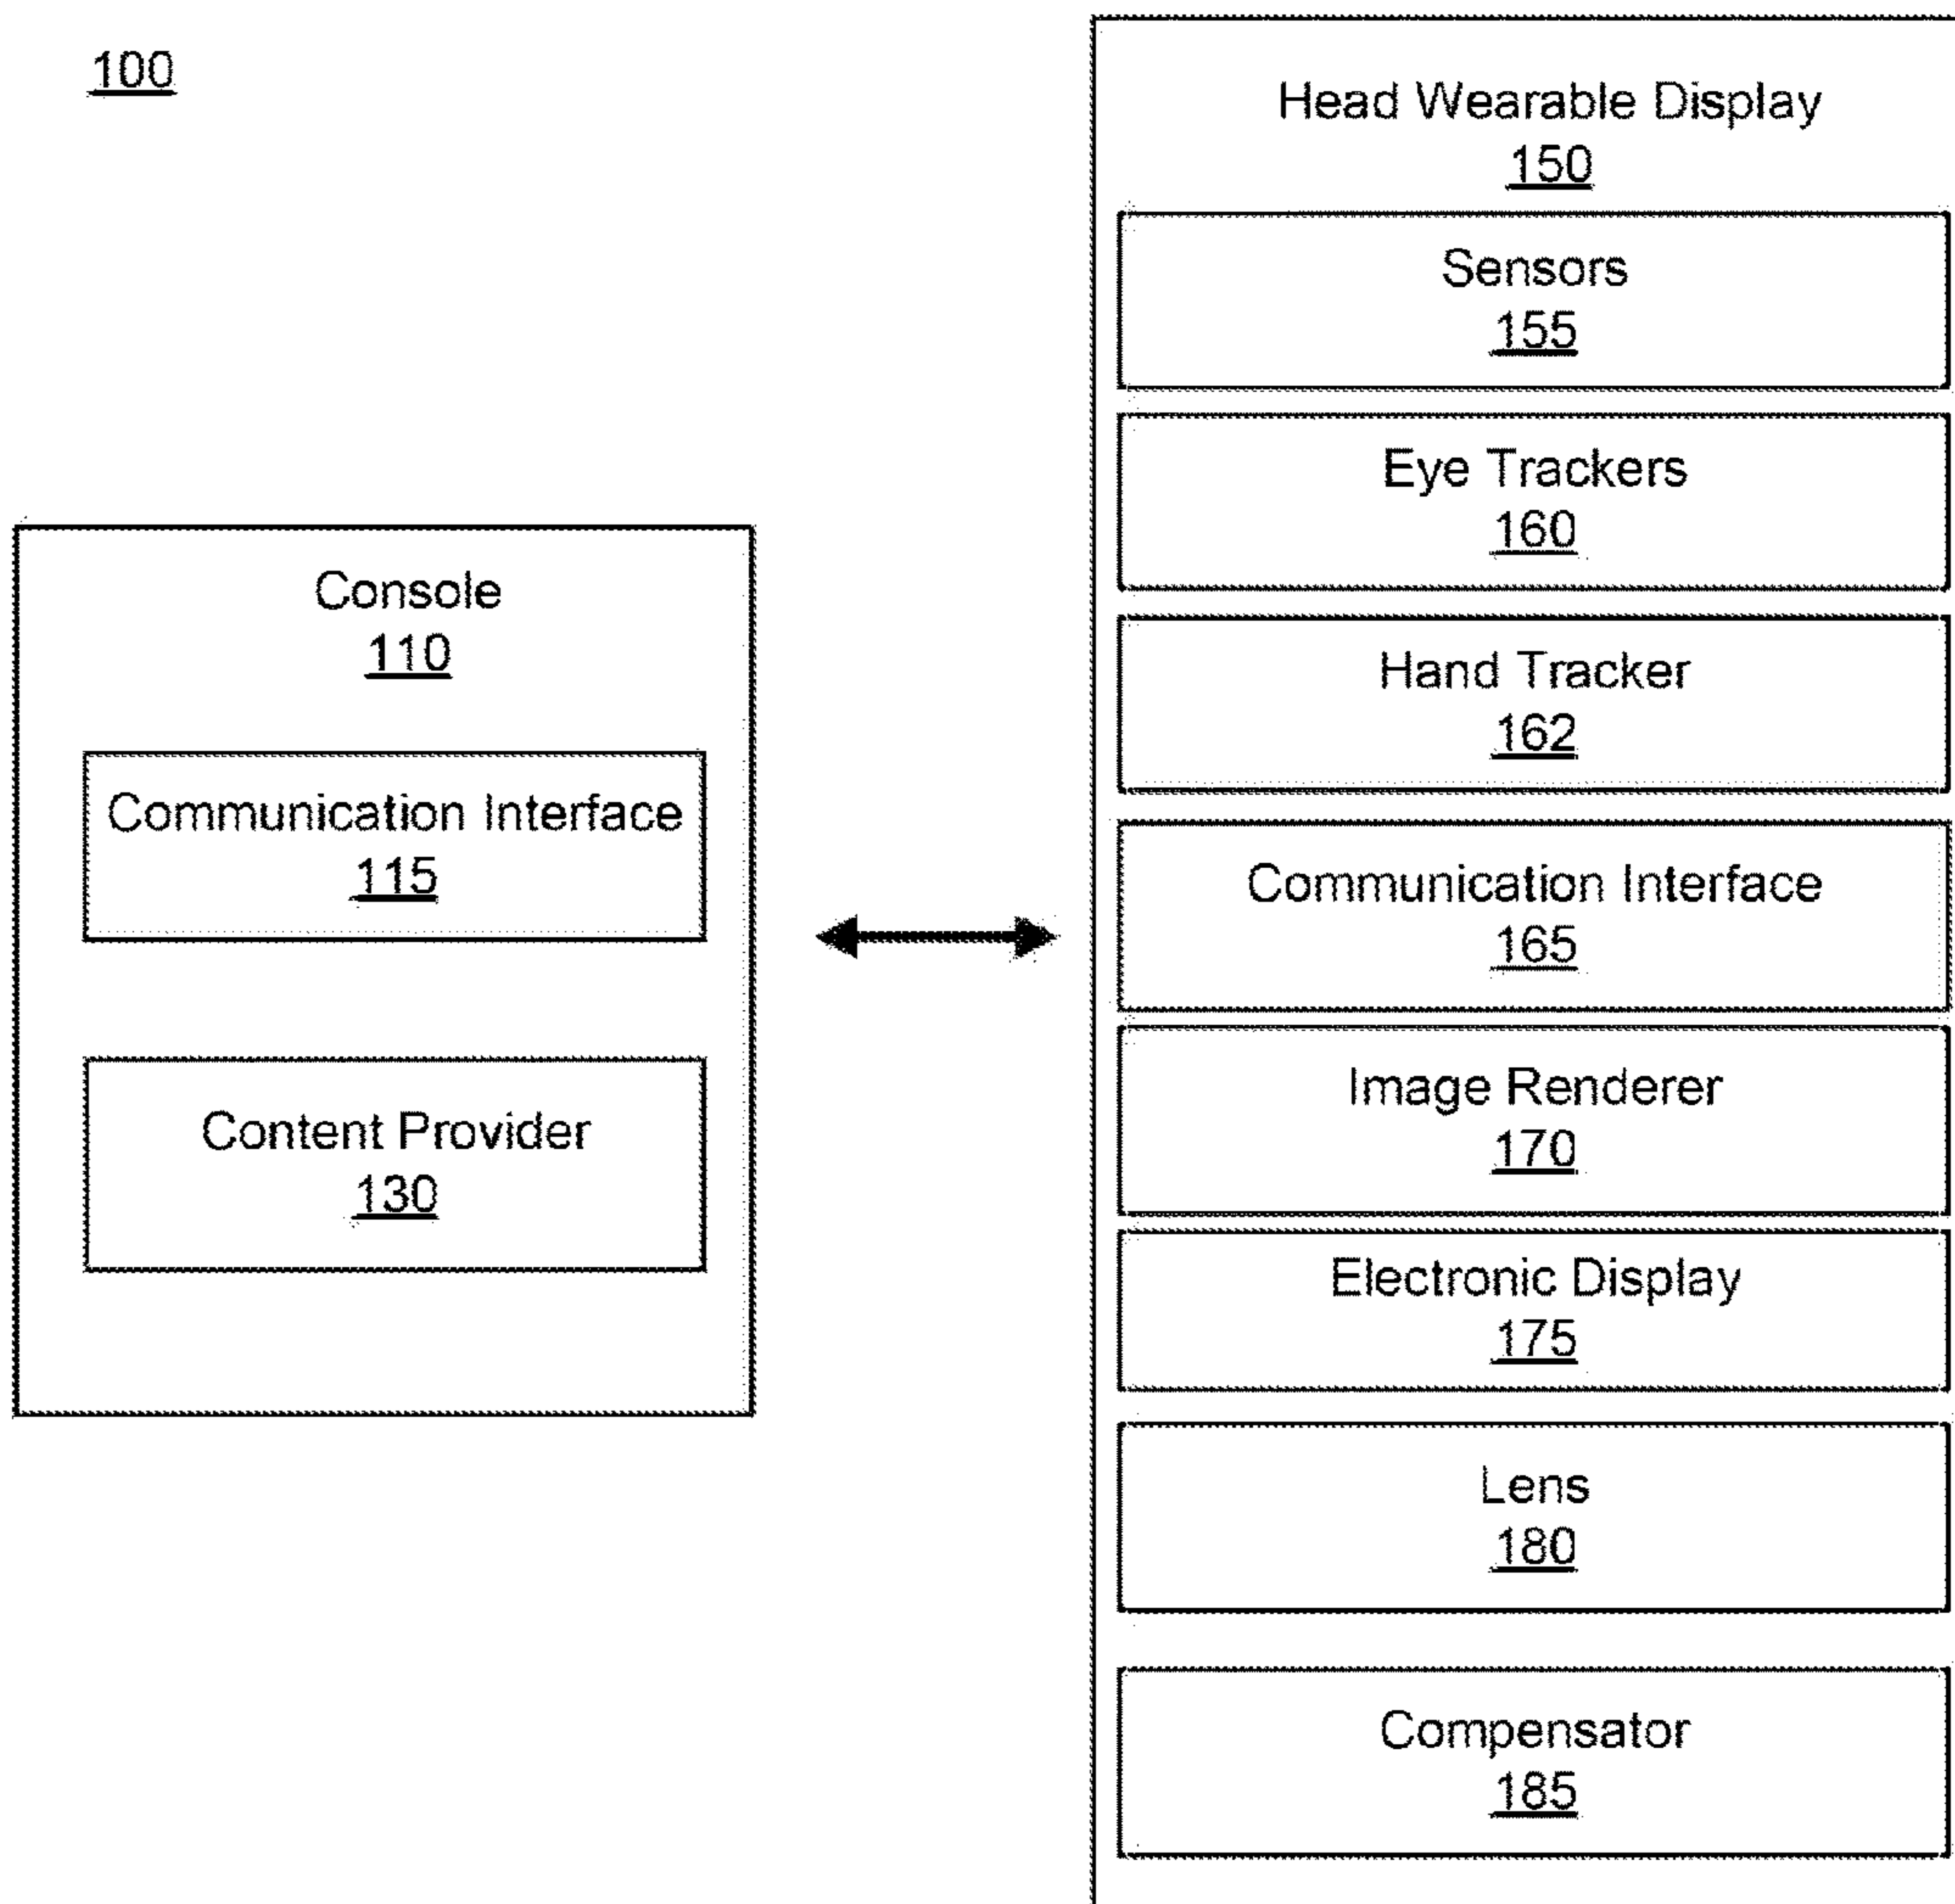 100
Head Wearable Display
150
Sensors
155
Eye Trackers
160
Hand Tracker
162
Communication Interface
165
Image Renderer
170
Electronic Display
175
Lens
180
Compensator
185
Console
110
Communication Interface
115
Content Provider
130